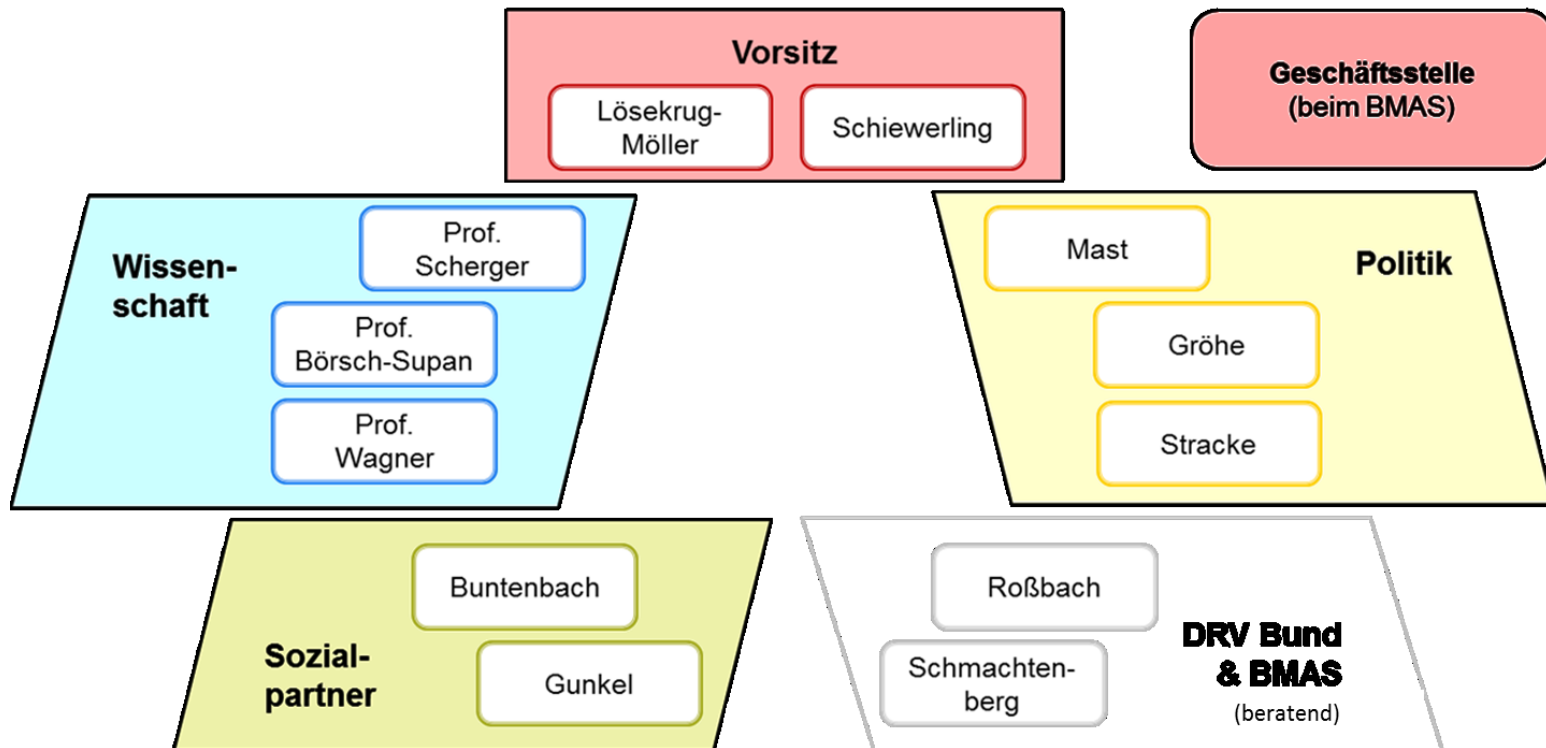 Vorsitz
Lösekrug-
Möller
Schiewerling
Geschäftsstelle
(beim BMAS)
Wissen-
schaft
Prof.
Scherger
Prof.
Börsch-Supan
Prof.
Wagner
Politik
Mast
Gröhe
Stracke
Sozial-
partner
Buntenbach
Gunkel
Roßbach
Schmachten-
berg
DRV Bund
& BMAS
(beratend)